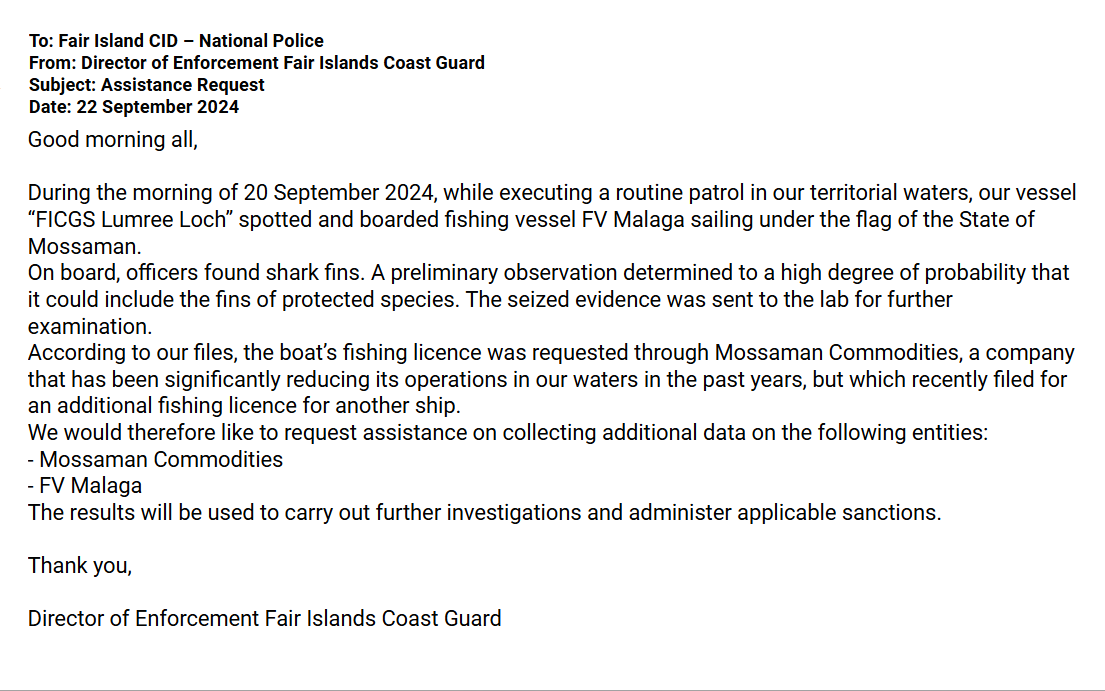 To: Fair Island CID – National Police
From: Director of Enforcement Fair Islands Coast Guard
Subject: Assistance Request
Date: 22 September 2024
Good morning all,
During the morning of 20 September 2024, while executing a routine patrol in our territorial waters, our vessel
“FICGS Lumree Loch” spotted and boarded fishing vessel FV Malaga sailing under the flag of the State of
Mossaman.
On board, officers found shark fins. A preliminary observation determined to a high degree of probability that
it could include the fins of protected species. The seized evidence was sent to the lab for further
examination.
According to our files, the boat’s fishing licence was requested through Mossaman Commodities, a company
that has been significantly reducing its operations in our waters in the past years, but which recently filed for
an additional fishing licence for another ship.
We would therefore like to request assistance on collecting additional data on the following entities:
- Mossaman Commodities
- FV Malaga
The results will be used to carry out further investigations and administer applicable sanctions.
Thank you,
Director of Enforcement Fair Islands Coast Guard